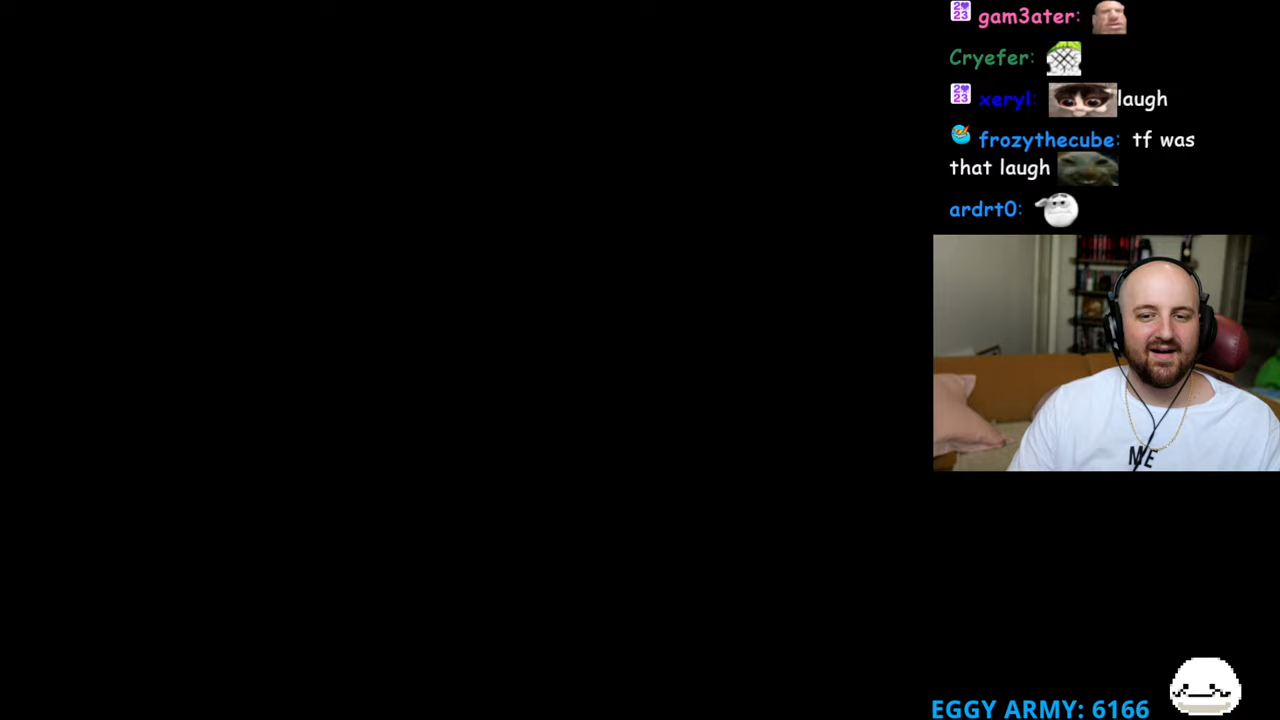 gam3ater:
Cryefer:
xeryl: laugh
frozythecube: tf was
that laugh
ardrt0:
ME
EGGY ARMY: 6166